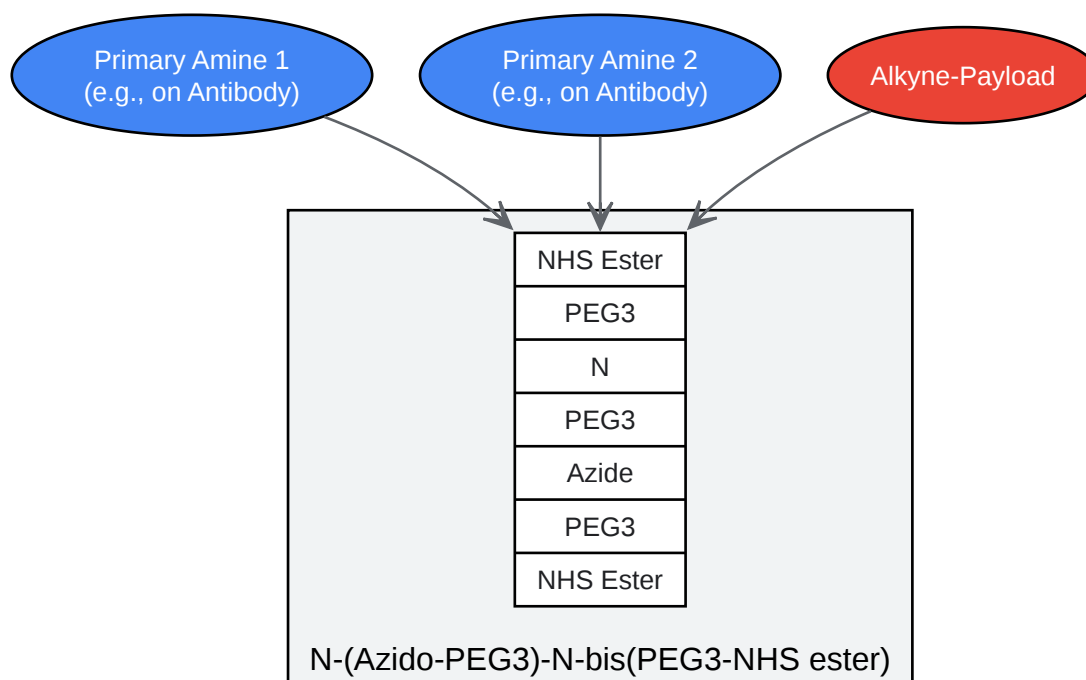 Primary Amine 1
(e.g., on Antibody)
Primary Amine 2
(e.g., on Antibody)
Alkyne-Payload
NHS Ester
PEG3
N
PEG3
Azide
PEG3
NHS Ester
N-(Azido-PEG3)-N-bis(PEG3-NHS ester)